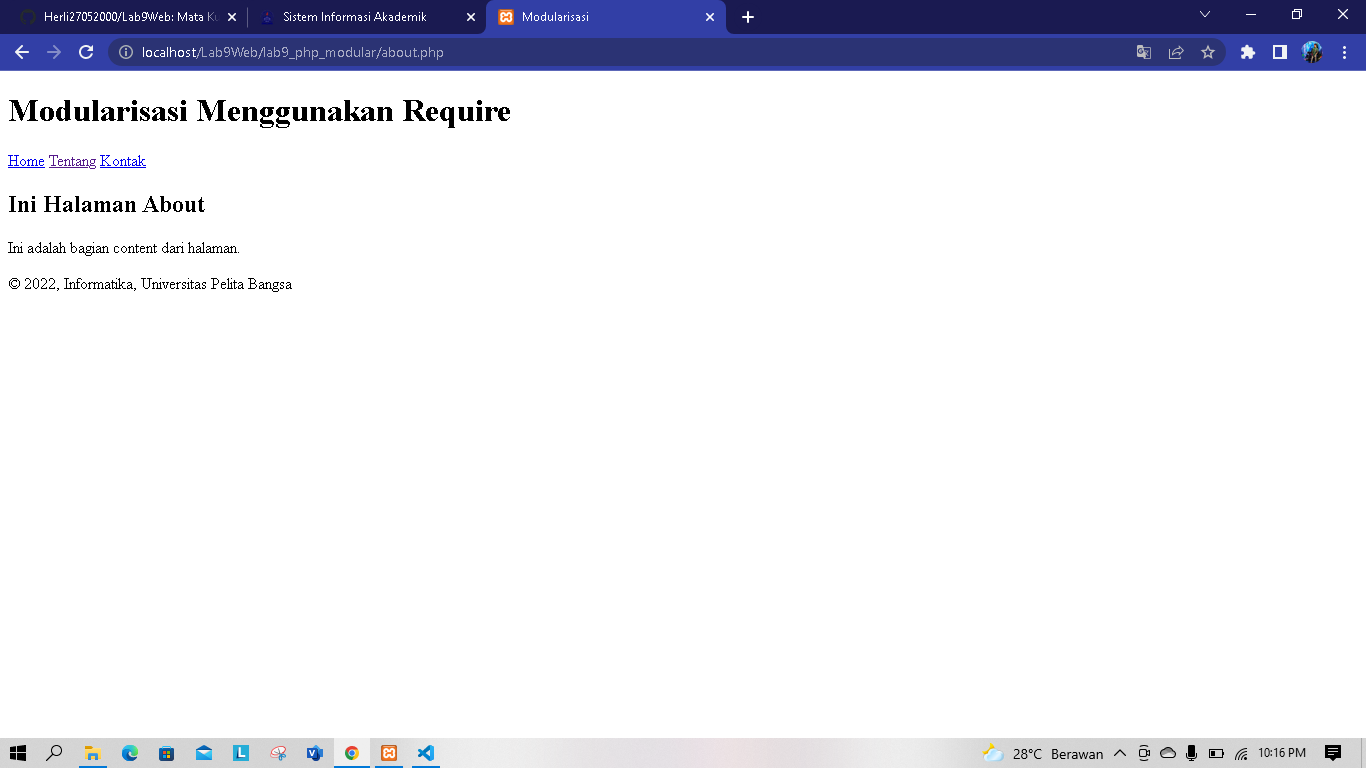 Herli27052000/Lab9Web: Mata Ku
Sistem Informasi Akademik
Modularisasi
localhost/Lab9Web/lab9_php_modular/about.php
Modularisasi Menggunakan Require
Home Tentang Kontak
Ini Halaman About
Ini adalah bagian content dari halaman.
© 2022, Informatika, Universitas Pelita Bangsa
28°C Berawan
10:16 PM